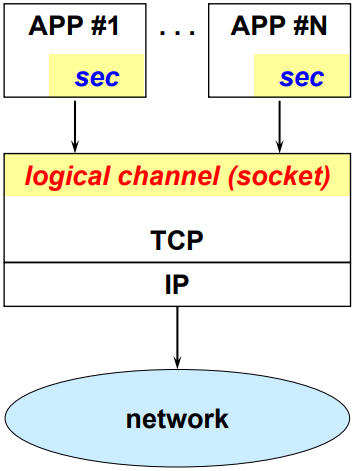 APP #1 . . . APP #N
sec sec
logical channel (socket)
TCP
IP
network